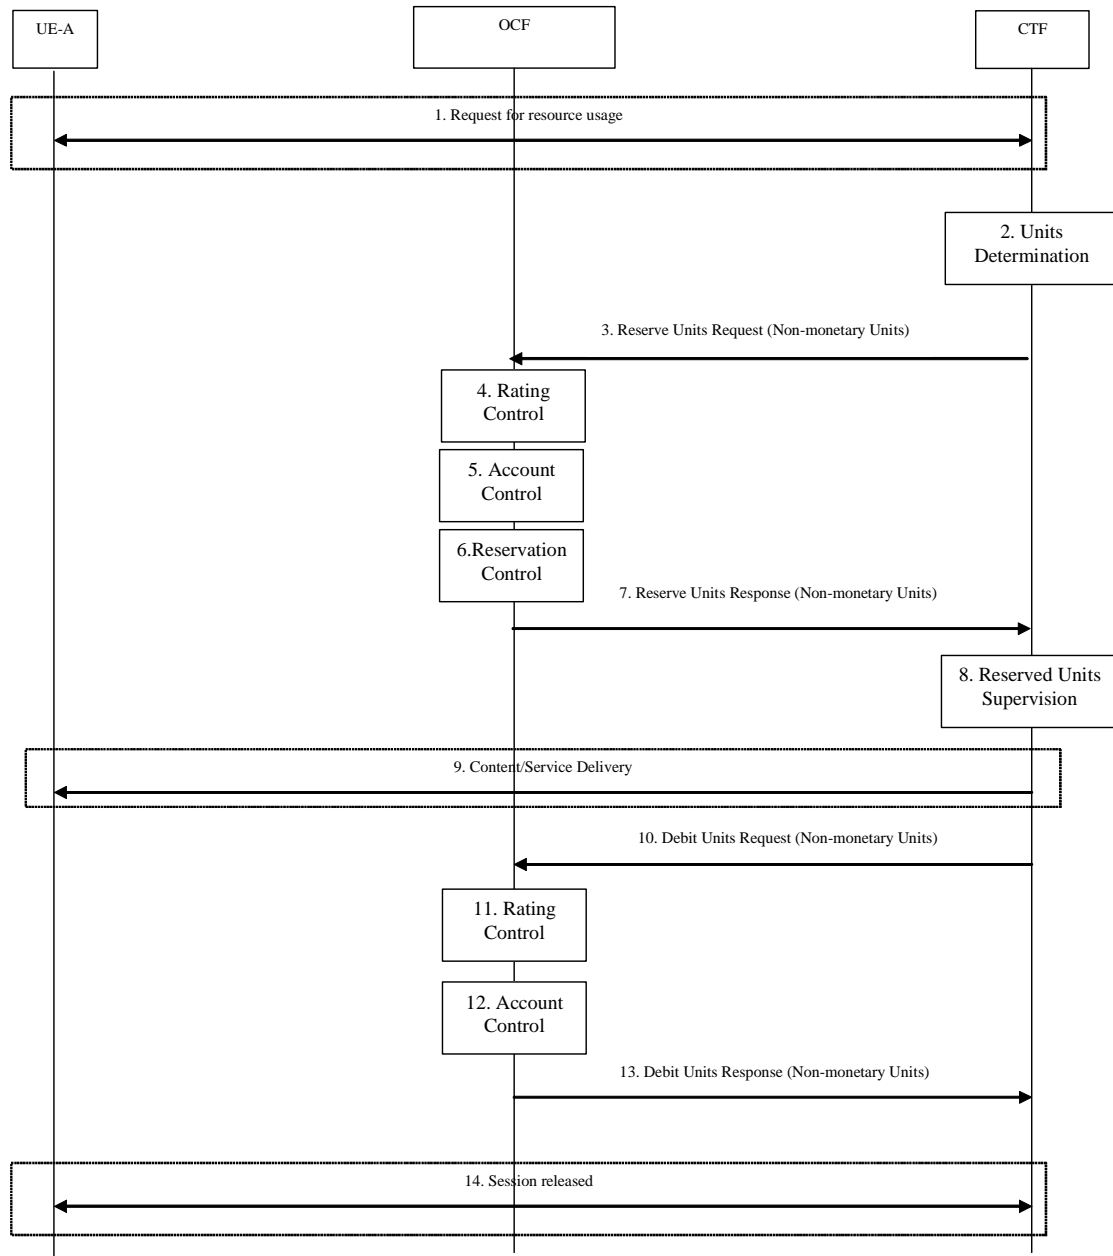 UE-A
OCF
CTF
1. Request for resource usage
2. Units
Determination
3. Reserve Units Request (Non-monetary Units)
4. Rating
Control
5. Account
Control
6.Reservation
Control
7. Reserve Units Response (Non-monetary Units)
8. Reserved Units
Supervision
9. Content/Service Delivery
10. Debit Units Request (Non-monetary Units)
11. Rating
Control
12. Account
Control
13. Debit Units Response (Non-monetary Units)
14. Session released